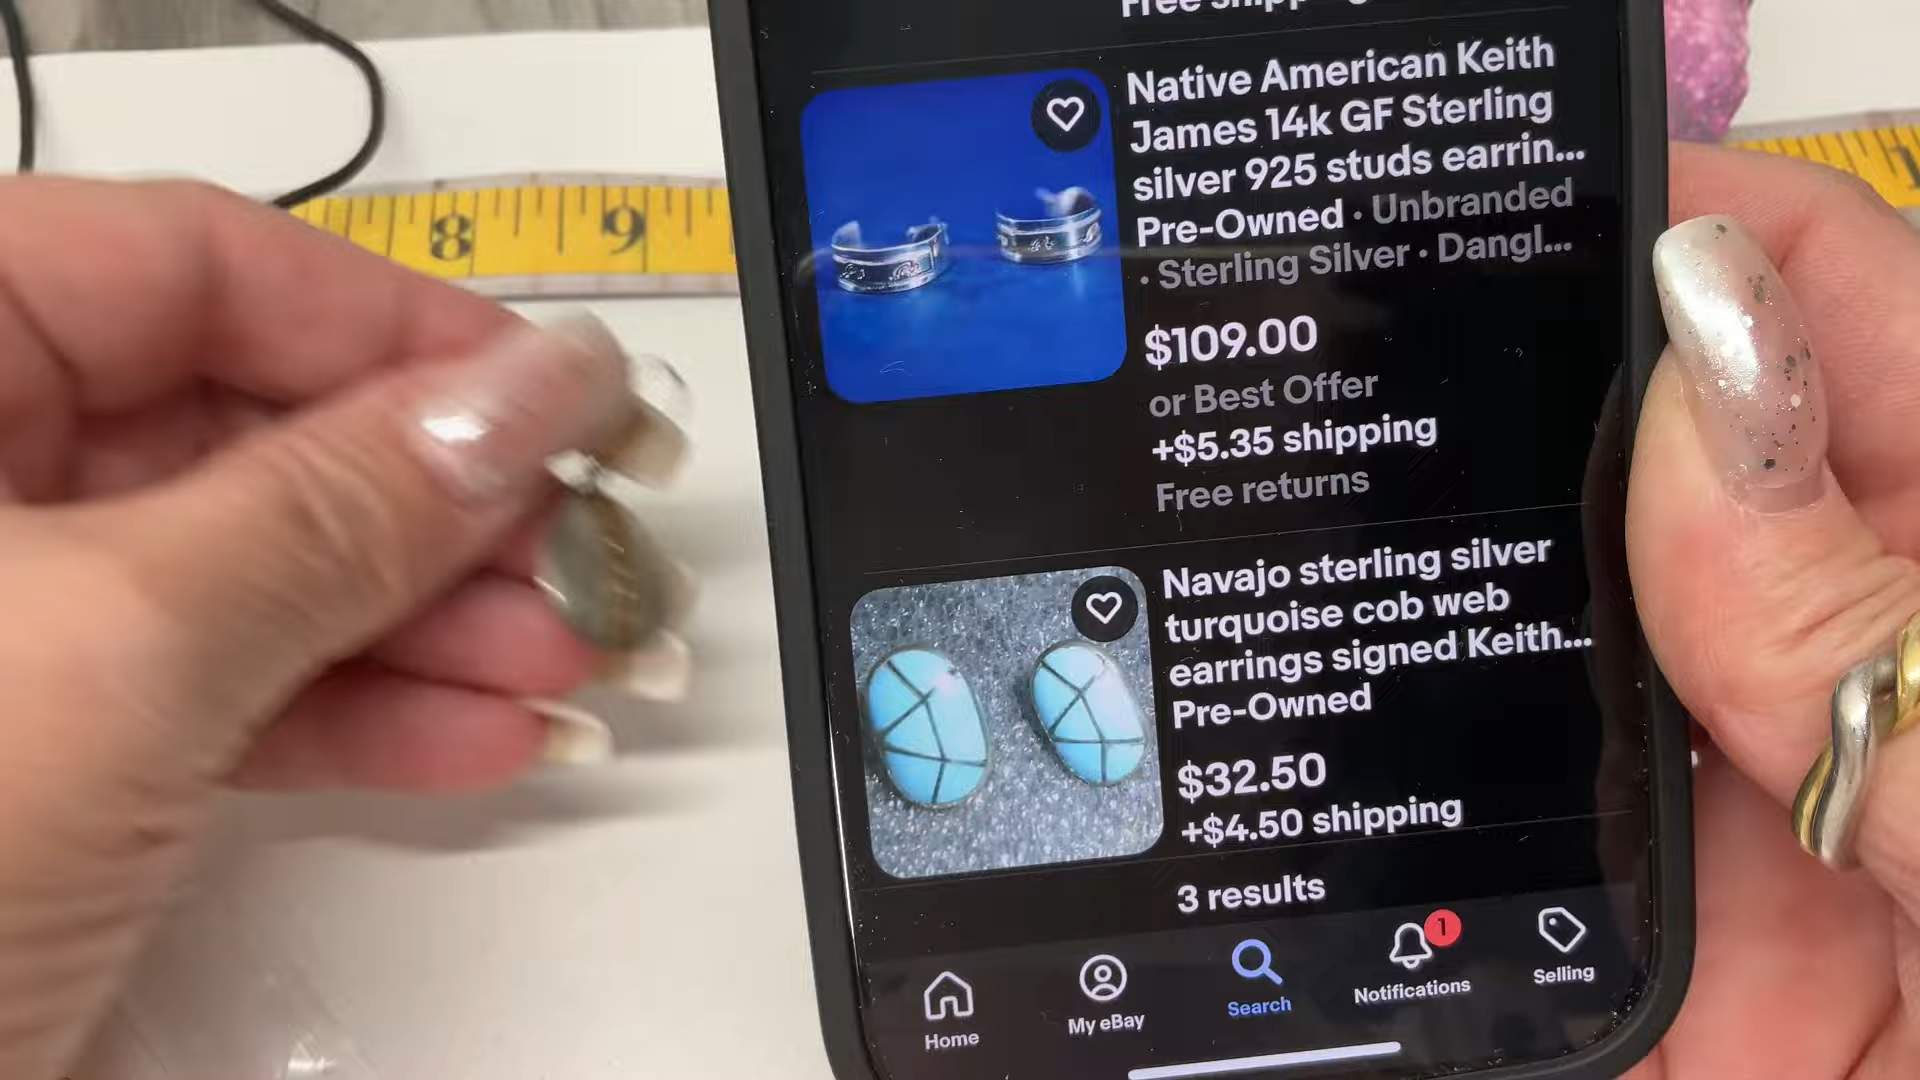 Free shipping
Native American Keith
James 14k GF Sterling
silver 925 studs earrin...
Pre-Owned · Unbranded
· Sterling Silver · Dangl...
$109.00
or Best Offer
+$5.35 shipping
Free returns
Navajo sterling silver
turquoise cob web
earrings signed Keith...
Pre-Owned
$32.50
+$4.50 shipping
3 results
Home
My eBay
Search
1
Notifications
Selling
8
9